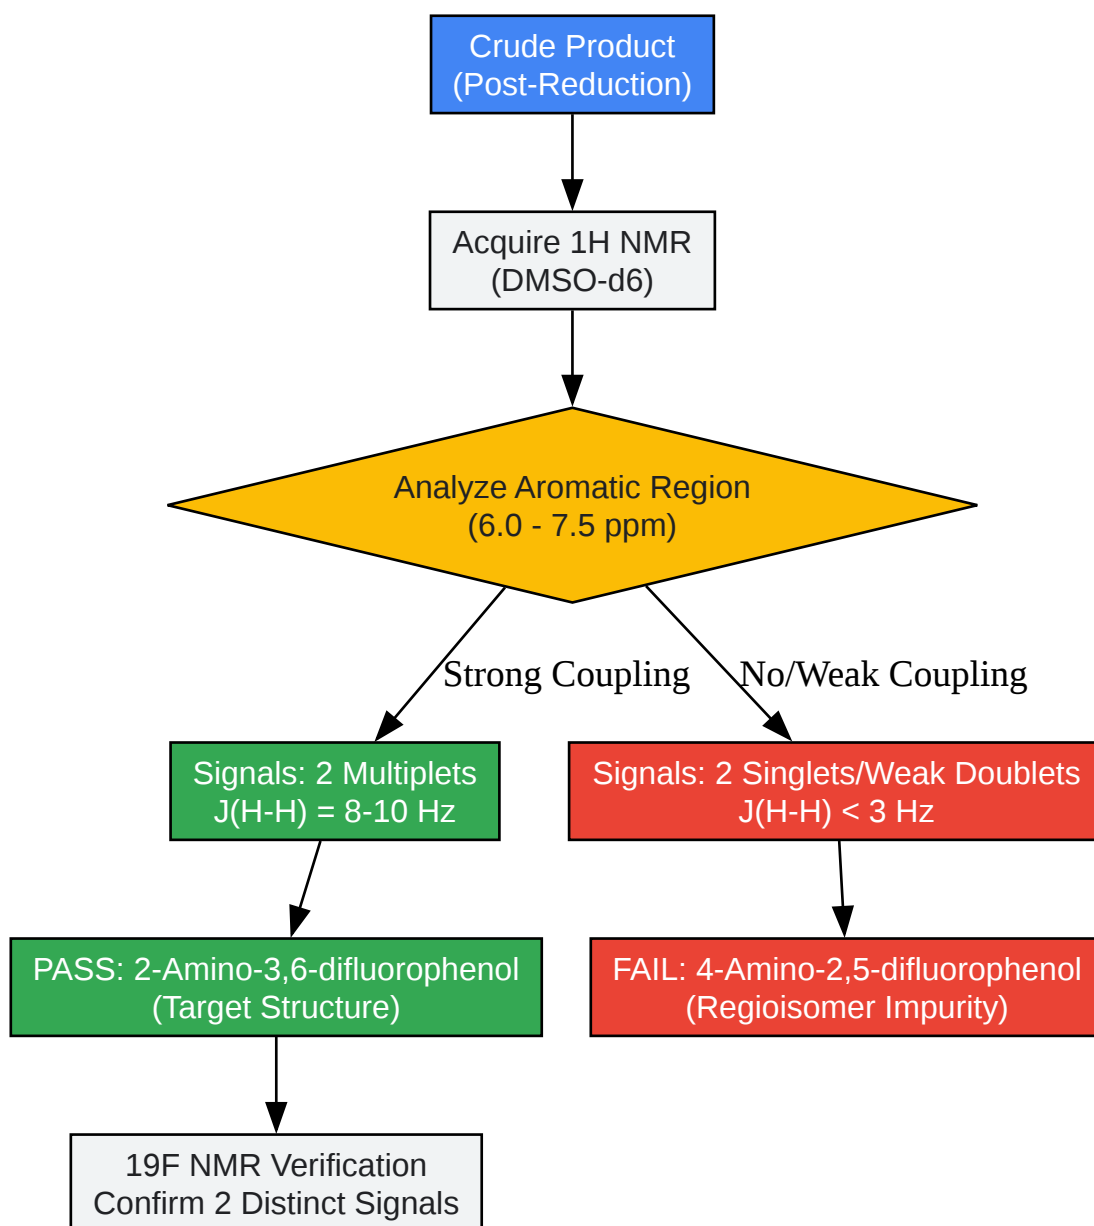 Crude Product
(Post-Reduction)
Acquire 1H NMR
(DMSO-d6)
Analyze Aromatic Region
(6.0 - 7.5 ppm)
Strong Coupling
No/Weak Coupling
Signals: 2 Multiplets
J(H-H) = 8-10 Hz
Signals: 2 Singlets/Weak Doublets
J(H-H) < 3 Hz
PASS: 2-Amino-3,6-difluorophenol
(Target Structure)
FAIL: 4-Amino-2,5-difluorophenol
(Regioisomer Impurity)
19F NMR Verification
Confirm 2 Distinct Signals